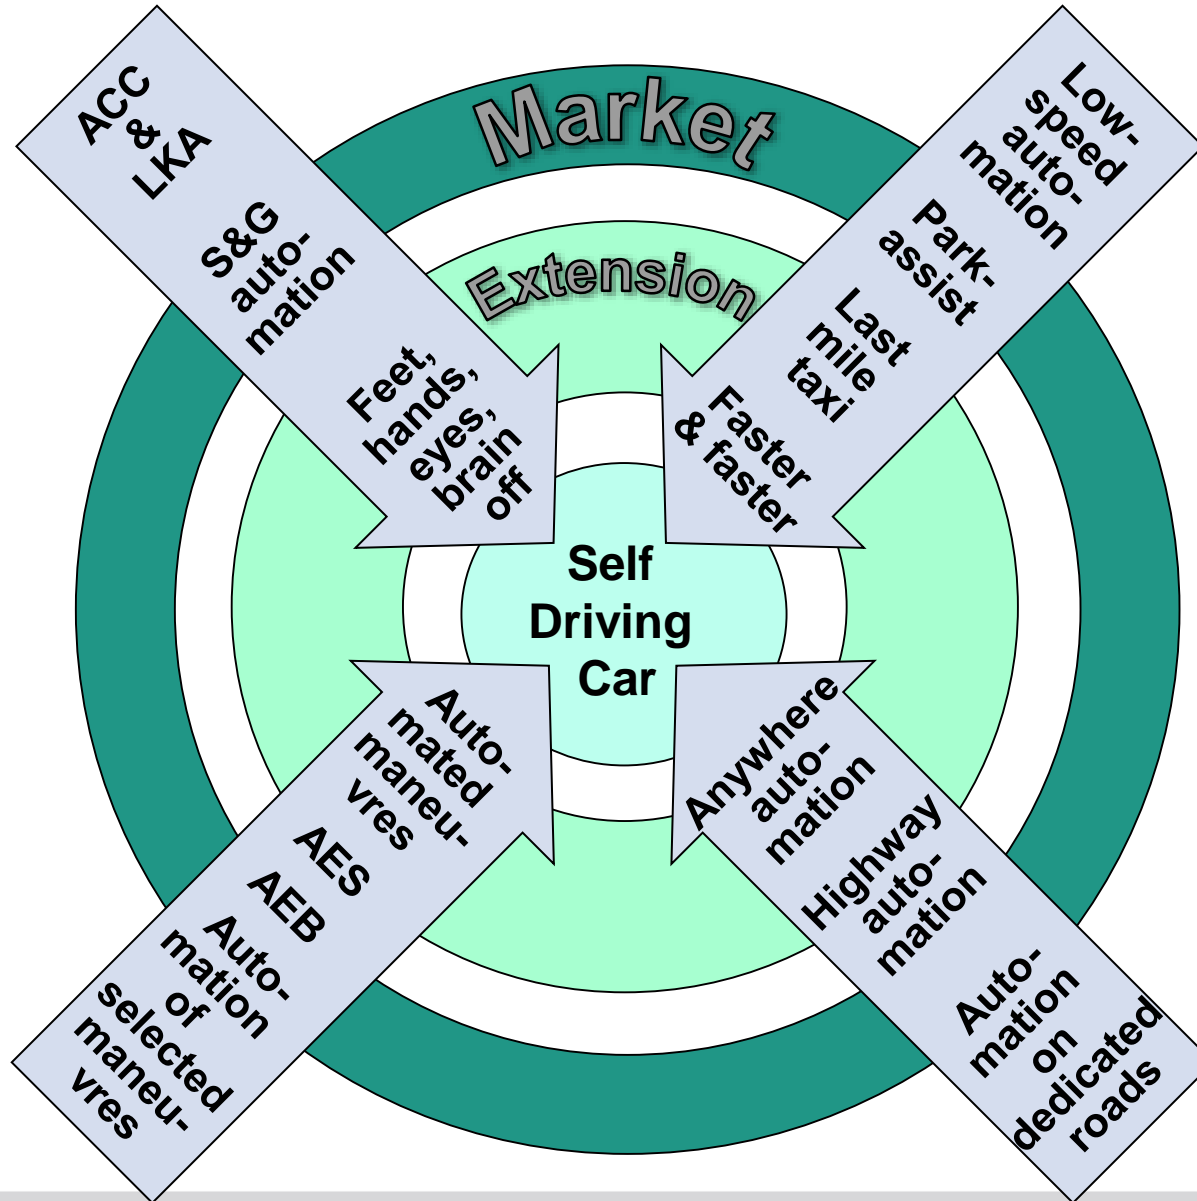 Market
Extension
ACC
&
LKA
S&G
auto-
mation
Feet,
hands,
eyes,
brain
off
Low-
speed
auto-
mation
Park-
assist
Last
mile
taxi
Faster
& faster
Self
Driving
Car
Auto-
mated
maneu-
vres
AES
AEB
Auto-
mation
of
selected
maneu-
vres
Anywhere
auto-
mation
Highway
auto-
mation
Auto-
mation
on
dedicated
roads